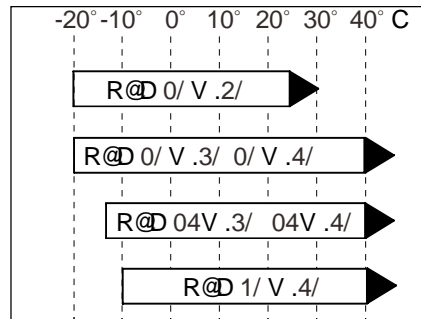 -20° -10° 0° 10° 20° 30° 40° C
R@D 0/ V .2/
R@D 0/ V .3/ 0/ V .4/
R@D 04V .3/ 04V .4/
R@D 1/ V .4/